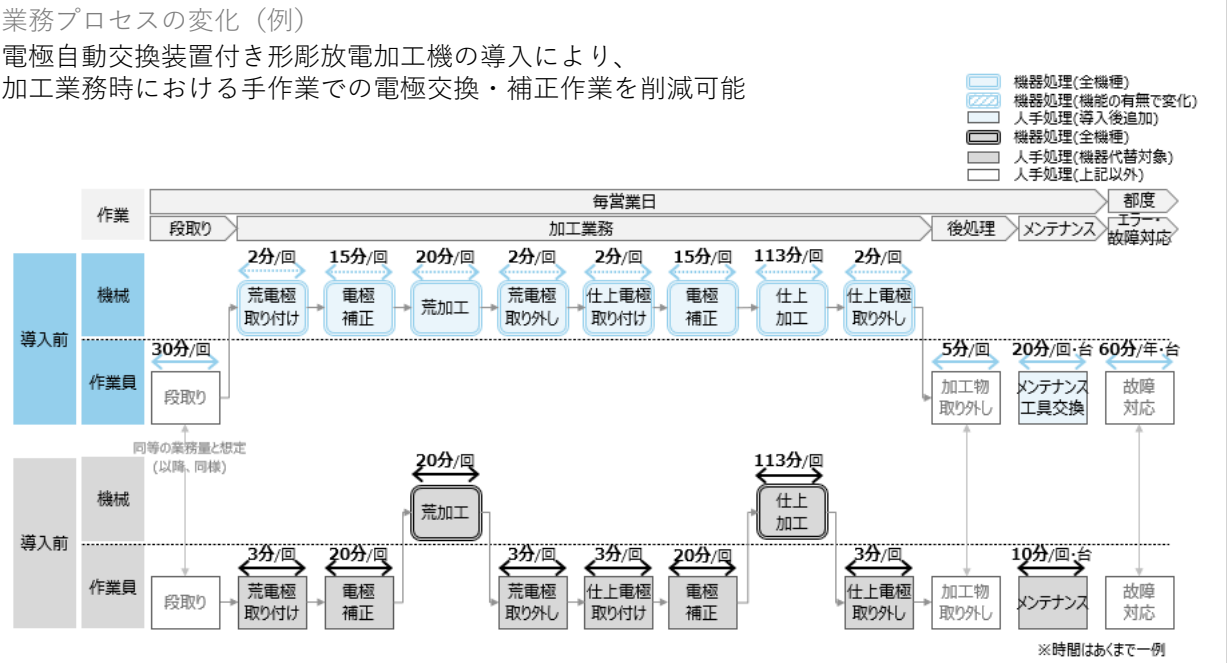 業務プロセスの変化（例）
電極自動交換装置付き形彫放電加工機の導入により、
加工業務時における手作業での電極交換・補正作業を削減可能
機器処理(全機種)
機器処理(機能の有無で変化)
人手処理(導入後追加)
機器処理(全機種)
人手処理(機器代替対象)
人手処理(上記以外)
作業
毎営業日
都度
段取り
加工業務
後処理
メンテナンス
エラー・
故障対応
導入前
機械
2分/回
15分/回
20分/回
2分/回
2分/回
15分/回
113分/回
2分/回
荒電極
取り付け
電極
補正
荒加工
荒電極
取り外し
仕上電極
取り付け
電極
補正
仕上
加工
仕上電極
取り外し
作業員
30分/回
5分/回
20分/回·台
60分/年·台
段取り
加工物
取り外し
メンテナンス
工具交換
故障
対応
同等の業務量と想定
(以降、同様)
導入前
機械
20分/回
113分/回
荒加工
仕上
加工
作業員
3分/回
20分/回
3分/回
3分/回
20分/回
3分/回
10分/回·台
段取り
荒電極
取り付け
電極
補正
荒電極
取り外し
仕上電極
取り付け
電極
補正
仕上電極
取り外し
加工物
取り外し
メンテナンス
故障
対応
※時間はあくまで一例